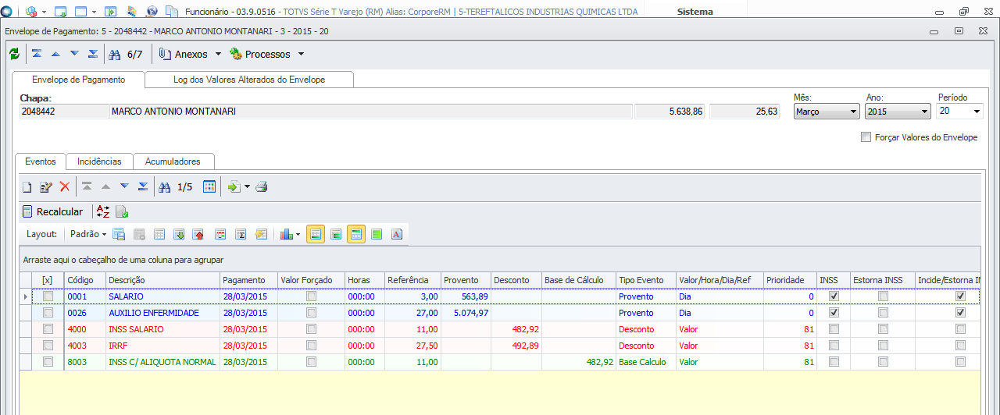 Funcionário - 03.9.0516 - TOTVS Série T Varejo (RM) Alias: CorporeRM | 5-TEREFTALICOS INDUSTRIAS QUIMICAS LTDA Sistema
Envelope de Pagamento: 5 - 2048442 - MARCO ANTONIO MONTANARI - 3 - 2015 - 20
6/7 Anexos Processos
Envelope de Pagamento Log dos Valores Alterados do Envelope
Chapa: Mês: Ano: Período
2048442 MARCO ANTONIO MONTANARI 5.638,86 25,63 Março 2015 20
Forçar Valores do Envelope
Eventos Incidências Acumuladores
1/5
Recalcular
Layout: Padrão
Arraste aqui o cabeçalho de uma coluna para agrupar
[x] Código Descrição Pagamento Valor Forçado Horas Referência Provento Desconto Base de Cálculo Tipo Evento Valor/Hora/Dia/Ref Prioridade INSS Estorna INSS Incide/Estorna
0001 SALARIO 28/03/2015 000:00 3,00 563,89 Provento Dia 0
0026 AUXILIO ENFERMIDADE 28/03/2015 000:00 27,00 5.074,97 Provento Dia 0
4000 INSS SALARIO 28/03/2015 000:00 11,00 482,92 Desconto Valor 81
4003 IRRF 28/03/2015 000:00 27,50 492,89 Desconto Valor 81
8003 INSS C/ ALIQUOTA NORMAL 28/03/2015 000:00 11,00 482,92 Base Calculo Valor 81